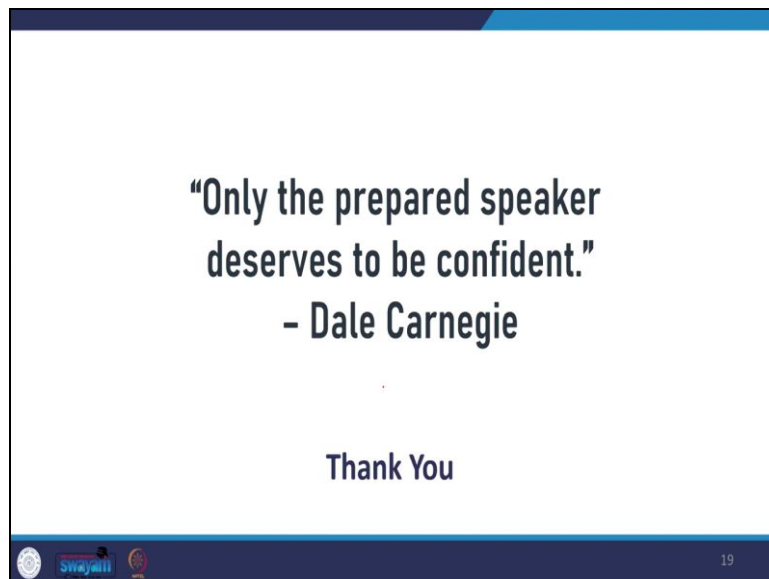 “Only the prepared speaker
deserves to be confident.”
– Dale Carnegie
Thank You
swayam
19